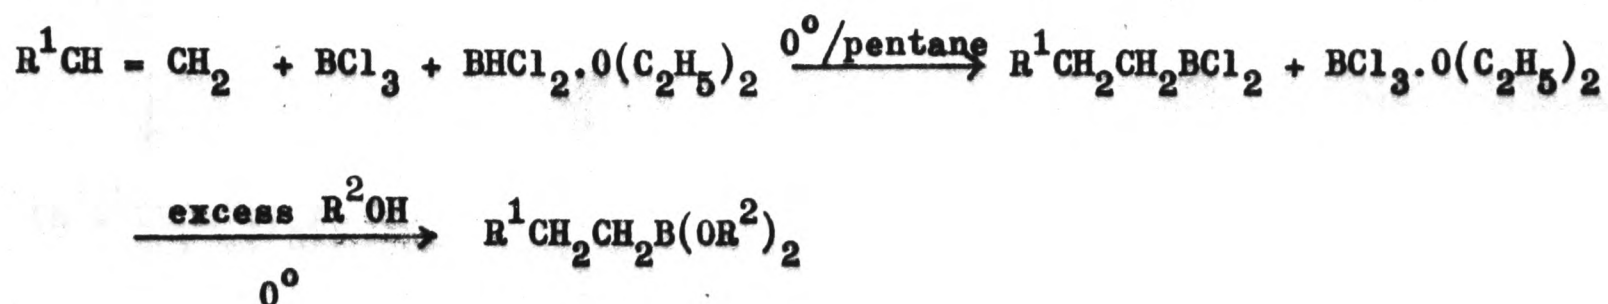 R¹CH = CH₂ + BCl₃ + BHCl₂.O(C₂H₅)₂ 0°/pentane → R¹CH₂CH₂BCl₂ + BCl₃.O(C₂H₅)₂
excess R²OH → R¹CH₂CH₂B(OR²)₂
0°